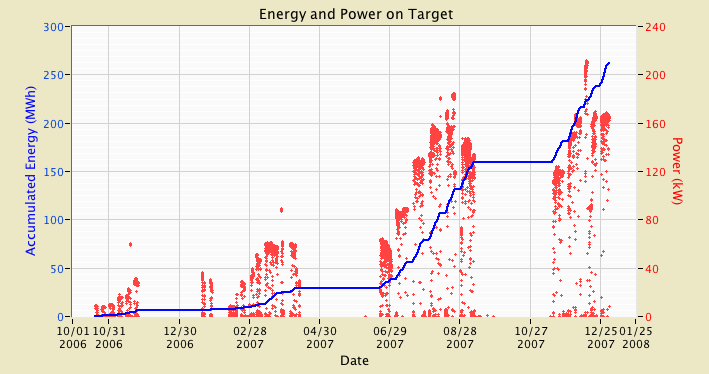 Energy and Power on Target
300 240
250 200
200 160
150 120
100 80
50 40
0 0
Accumulated Energy (MWh)
Power (kW)
10/01 10/31 12/30 02/28 04/30 06/29 08/28 10/27 12/25 01/25
2006 2006 2006 2007 2007 2007 2007 2007 2007 2008
Date